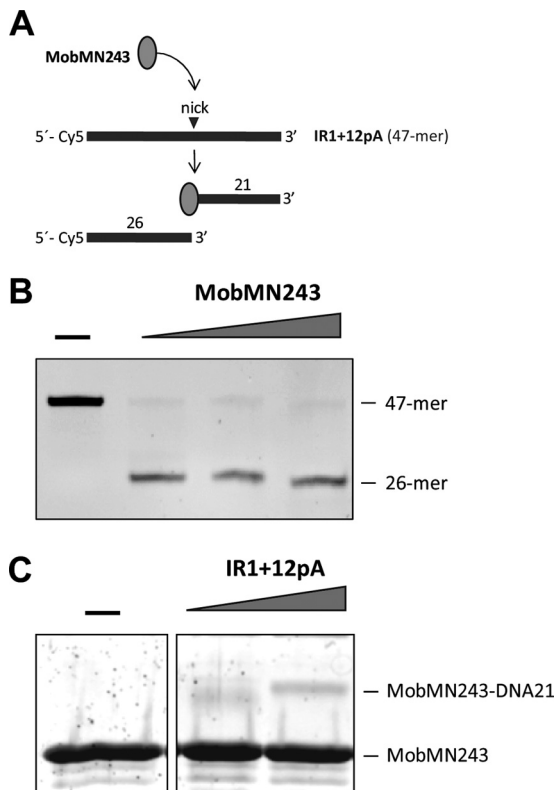 A
MobMN243
nick
5´- Cy5 3’ IR1+12pA (47-mer)
21
3’
26
5´- Cy5 3’
B
MobMN243
47-mer
26-mer
C
IR1+12pA
MobMN243-DNA21
MobMN243